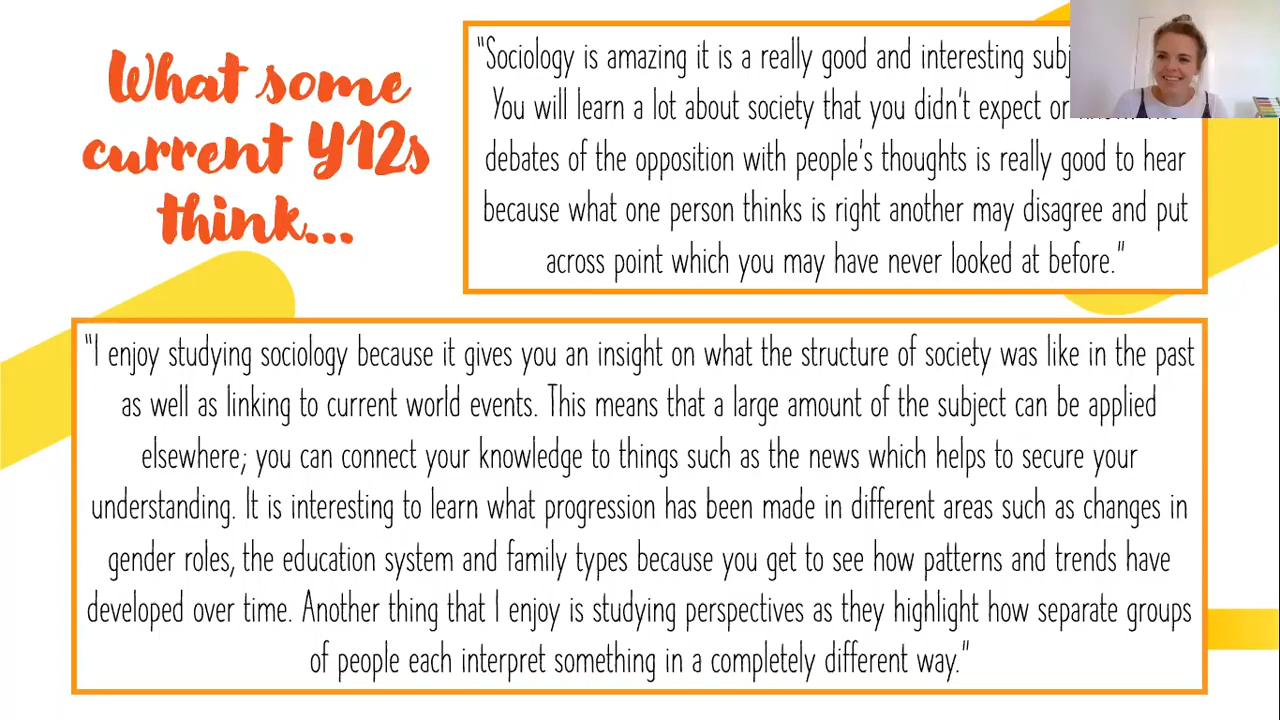 What some
current Y12s
think...
"Sociology is amazing it is a really good and interesting
You will learn a lot about society that you didn't expect or
debates of the opposition with people's thoughts is really good to hear
because what one person thinks is right another may disagree and put
across point which you may have never looked at before."
"I enjoy studying sociology because it gives you an insight on what the structure of society was like in the past
as well as linking to current world events. This means that a large amount of the subject can be applied
elsewhere; you can connect your knowledge to things such as the news which helps to secure your
understanding. It is interesting to learn what progression has been made in different areas such as changes in
gender roles, the education system and family types because you get to see how patterns and trends have
developed over time. Another thing that I enjoy is studying perspectives as they highlight how separate groups
of people each interpret something in a completely different way."